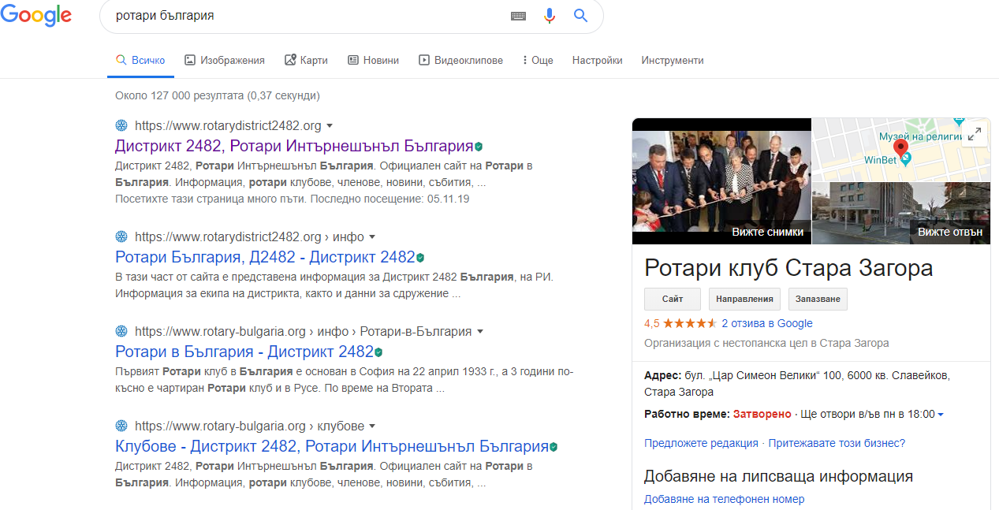 Google
ротари българия
Всичко
Изображения
Карти
Новини
Видеоклипове
Още
Настройки
Инструменти
Около 127 000 резултата (0,37 секунди)
https://www.rotarydistrict2482.org
Дистрикт 2482, Ротари Интърнешънъл България
Дистрикт 2482, Ротари Интърнешънъл България. Официален сайт на Ротари в
България. Информация, ротари клубове, членове, новини, събития, ...
Посетихте тази страница много пъти. Последно посещение: 05.11.19
https://www.rotarydistrict2482.org › инфо
Ротари България, Д2482 - Дистрикт 2482
В тази част от сайта е представена информация за Дистрикт 2482 България, на РИ.
Информация за екипа на дистрикта, както и данни за сдружение ...
https://www.rotary-bulgaria.org › инфо › Ротари-в-България
Ротари в България - Дистрикт 2482
Първият Ротари клуб в България е основан в София на 22 април 1933 г., а 3 години по-
късно е чартиран Ротари клуб и в Русе. По време на Втората ...
https://www.rotary-bulgaria.org › клубове
Клубове - Дистрикт 2482, Ротари Интърнешънъл България
Дистрикт 2482, Ротари Интърнешънъл България. Официален сайт на Ротари в
България. Информация, ротари клубове, членове, новини, събития, ...
Музей на религии
WinBet
Вижте снимки
Вижте отвън
Ротари клуб Стара Загора
Сайт
Направления
Запазване
4,5 2 отзива в Google
Организация с нестопанска цел в Стара Загора
Адрес: бул. „Цар Симеон Велики“ 100, 6000 кв. Славейков,
Стара Загора
Работно време: Затворено · Ще отвори в/ъв пн в 18:00
Предложете редакция · Притежавате този бизнес?
Добавяне на липсваща информация
Добавяне на телефонен номер